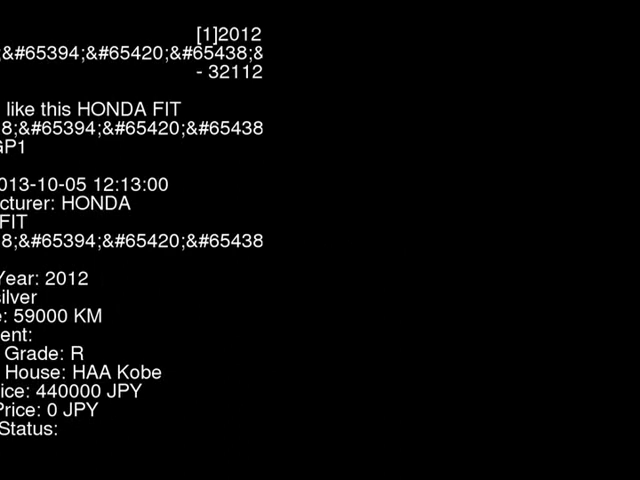 [1]2012
;&#65394;&#65420;&#65438;&
- 32112
like this HONDA FIT
8;&#65394;&#65420;&#65438
GP1
013-10-05 12:13:00
cturer: HONDA
FIT
8;&#65394;&#65420;&#65438
Year: 2012
silver
e: 59000 KM
ent:
Grade: R
House: HAA Kobe
ice: 440000 JPY
Price: 0 JPY
Status: